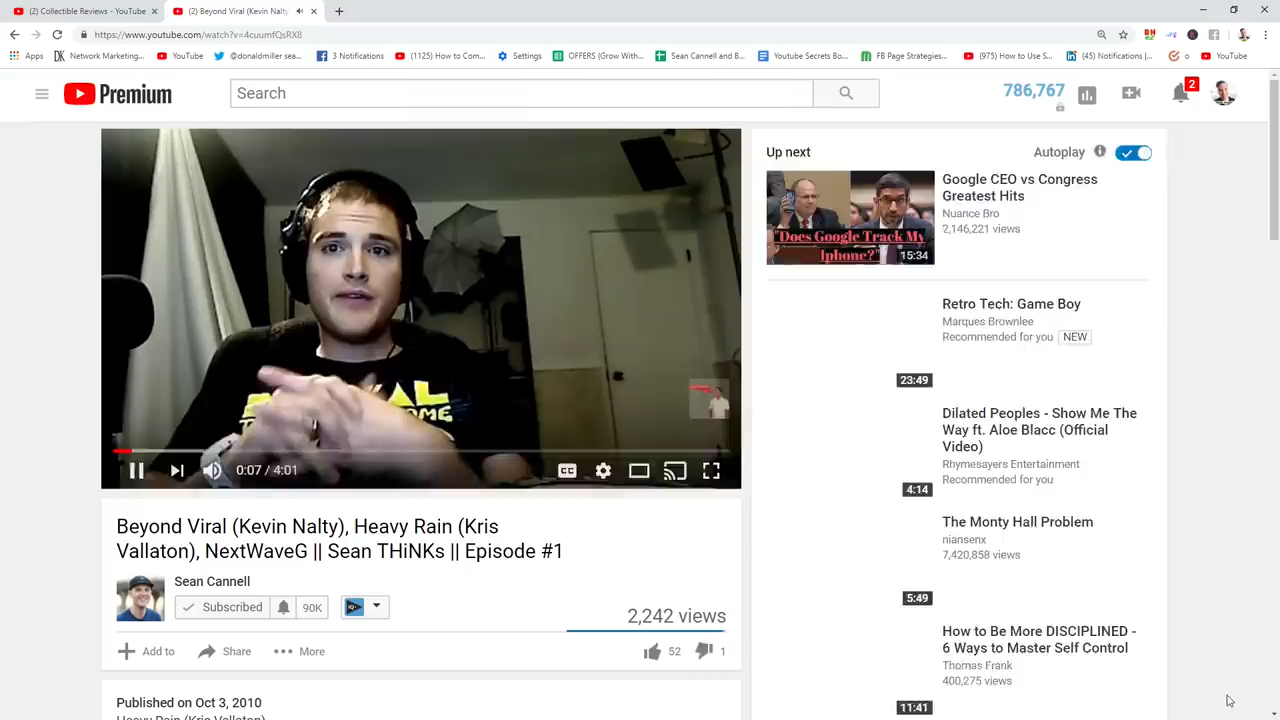 (2) Collectible Reviews - YouTube
(2) Beyond Viral (Kevin Nalty)
https://www.youtube.com/watch?v=4cuumfQsRX8
Apps
Network Marketing...
YouTube
@donaldmiller sea...
3 Notifications
(1125) How to Com...
Settings
OFFERS (Grow With...
Sean Cannell and B...
Youtube Secrets Bo...
FB Page Strategies...
(975) How to Use S...
(45) Notifications |...
o
YouTube
Premium
Search
786,767
2
Up next
Autoplay
Google CEO vs Congress
Greatest Hits
Nuance Bro
2,146,221 views
"Does Google Track My
Iphone?"
15:34
Retro Tech: Game Boy
Marques Brownlee
Recommended for you NEW
23:49
Dilated Peoples - Show Me The
Way ft. Aloe Blacc (Official
Video)
Rhymesayers Entertainment
Recommended for you
4:14
The Monty Hall Problem
niansenx
7,420,858 views
5:49
How to Be More DISCIPLINED -
6 Ways to Master Self Control
Thomas Frank
400,275 views
11:41
0:07 / 4:01
CC
Beyond Viral (Kevin Nalty), Heavy Rain (Kris
Vallaton), NextWaveG || Sean THiNKs || Episode #1
Sean Cannell
Subscribed 90K
2,242 views
Add to Share More 52 1
Published on Oct 3, 2010
Heavy Rain (Kris Vallaton)